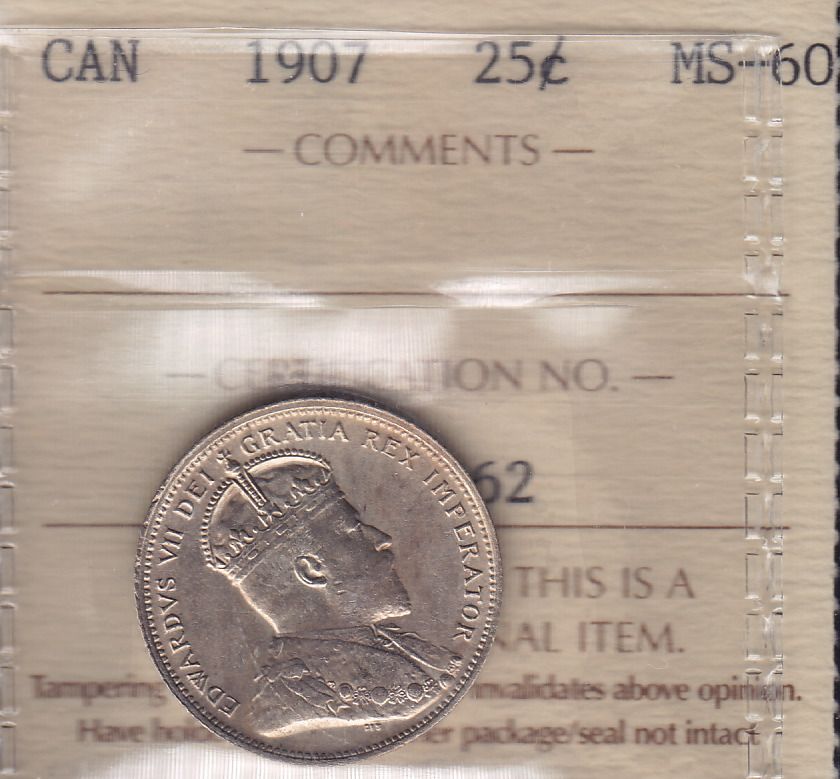 CAN 1907 25¢ MS-60
— COMMENTS —
— CERTIFICATION NO. —
62
EDWARDVS VII DEI GRATIA REX IMPERATOR
THIS IS A
NAL ITEM.
Tampering invalidates above opinion.
Have package/seal not intact